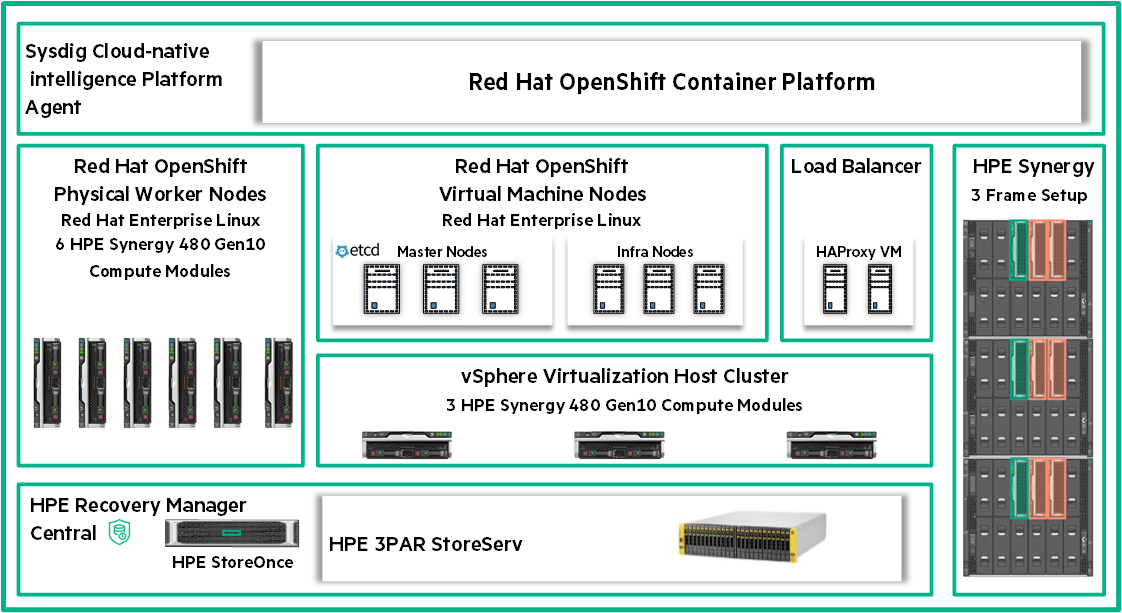 Sysdig Cloud-native
intelligence Platform
Agent
Red Hat OpenShift Container Platform
Red Hat OpenShift
Physical Worker Nodes
Red Hat Enterprise Linux
6 HPE Synergy 480 Gen10
Compute Modules
Red Hat OpenShift
Virtual Machine Nodes
Red Hat Enterprise Linux
etcd
Master Nodes
Infra Nodes
Load Balancer
HAProxy VM
HPE Synergy
3 Frame Setup
vSphere Virtualization Host Cluster
3 HPE Synergy 480 Gen10 Compute Modules
HPE Recovery Manager
Central
HPE StoreOnce
HPE 3PAR StoreServ